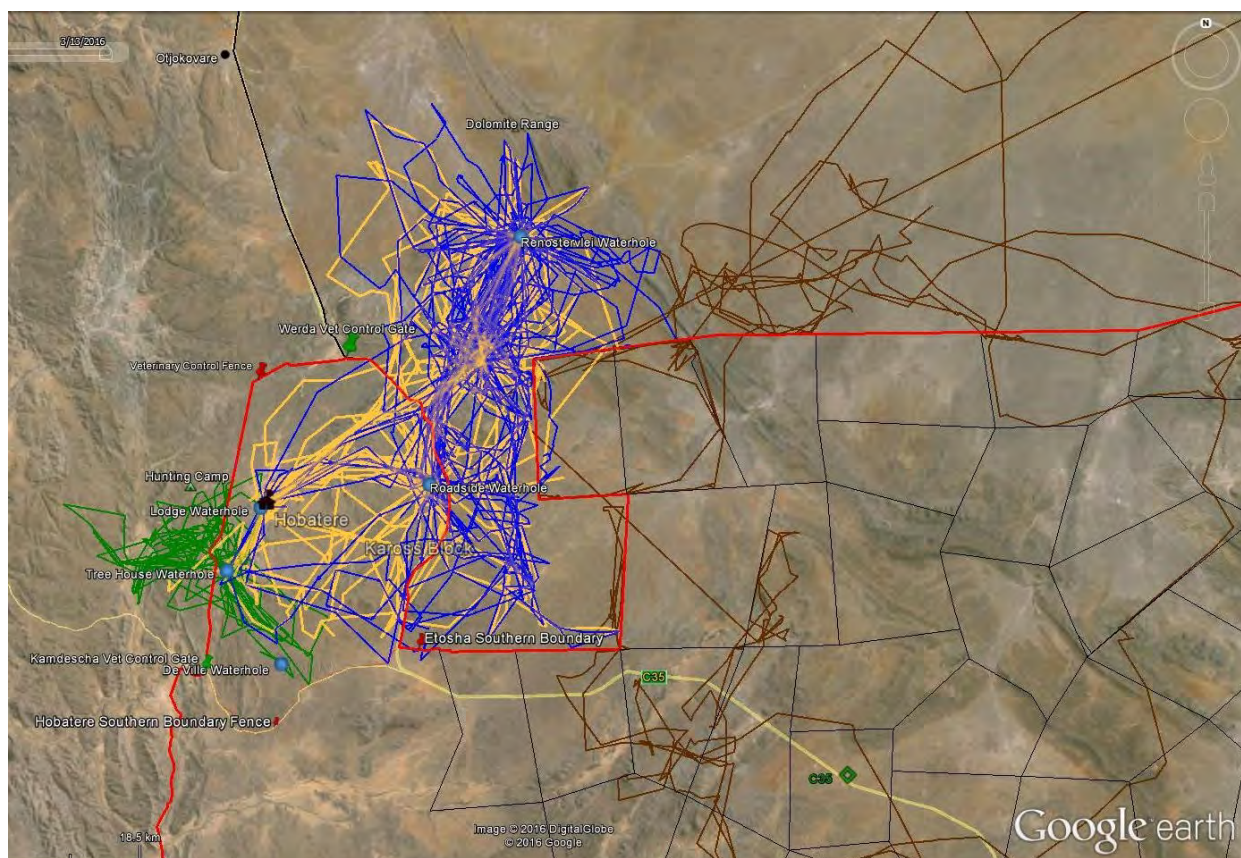 N
3/13/2016
Otjokovare
Dolomite Range
Renostervlei Waterhole
Werda Vet Control Gate
Veterinary Control Fence
Hunting Camp
Lodge Waterhole
Roadside Waterhole
Hobatere
Kaross Block
Tree House Waterhole
Etosha Southern Boundary
Kamdescha Vet Control Gate
De Ville Waterhole
C35
Hobatere Southern Boundary Fence
C35
18.5 km
Image © 2016 DigitalGlobe
© 2016 Google
Google earth